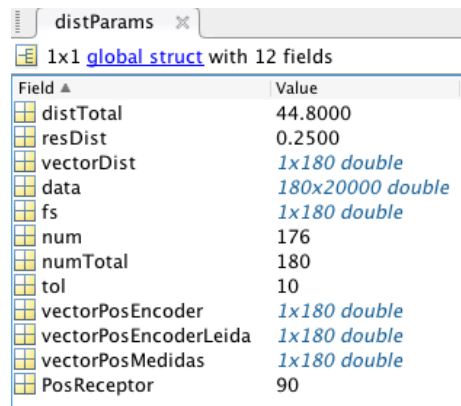 distParams
1x1 global struct with 12 fields
Field Value
distTotal 44.8000
resDist 0.2500
vectorDist 1x180 double
data 180x20000 double
fs 1x180 double
num 176
numTotal 180
tol 10
vectorPosEncoder 1x180 double
vectorPosEncoderLeida 1x180 double
vectorPosMedidas 1x180 double
PosReceptor 90